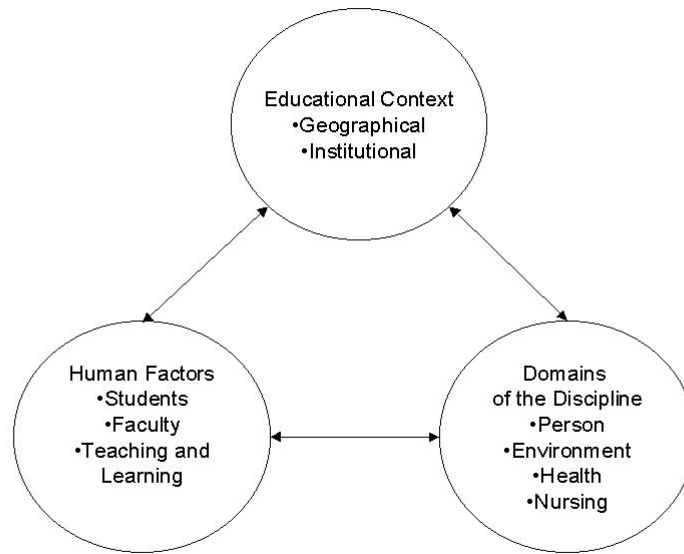 Educational Context
•Geographical
•Institutional
Human Factors
•Students
•Faculty
•Teaching and
Learning
Domains
of the Discipline
•Person
•Environment
•Health
•Nursing